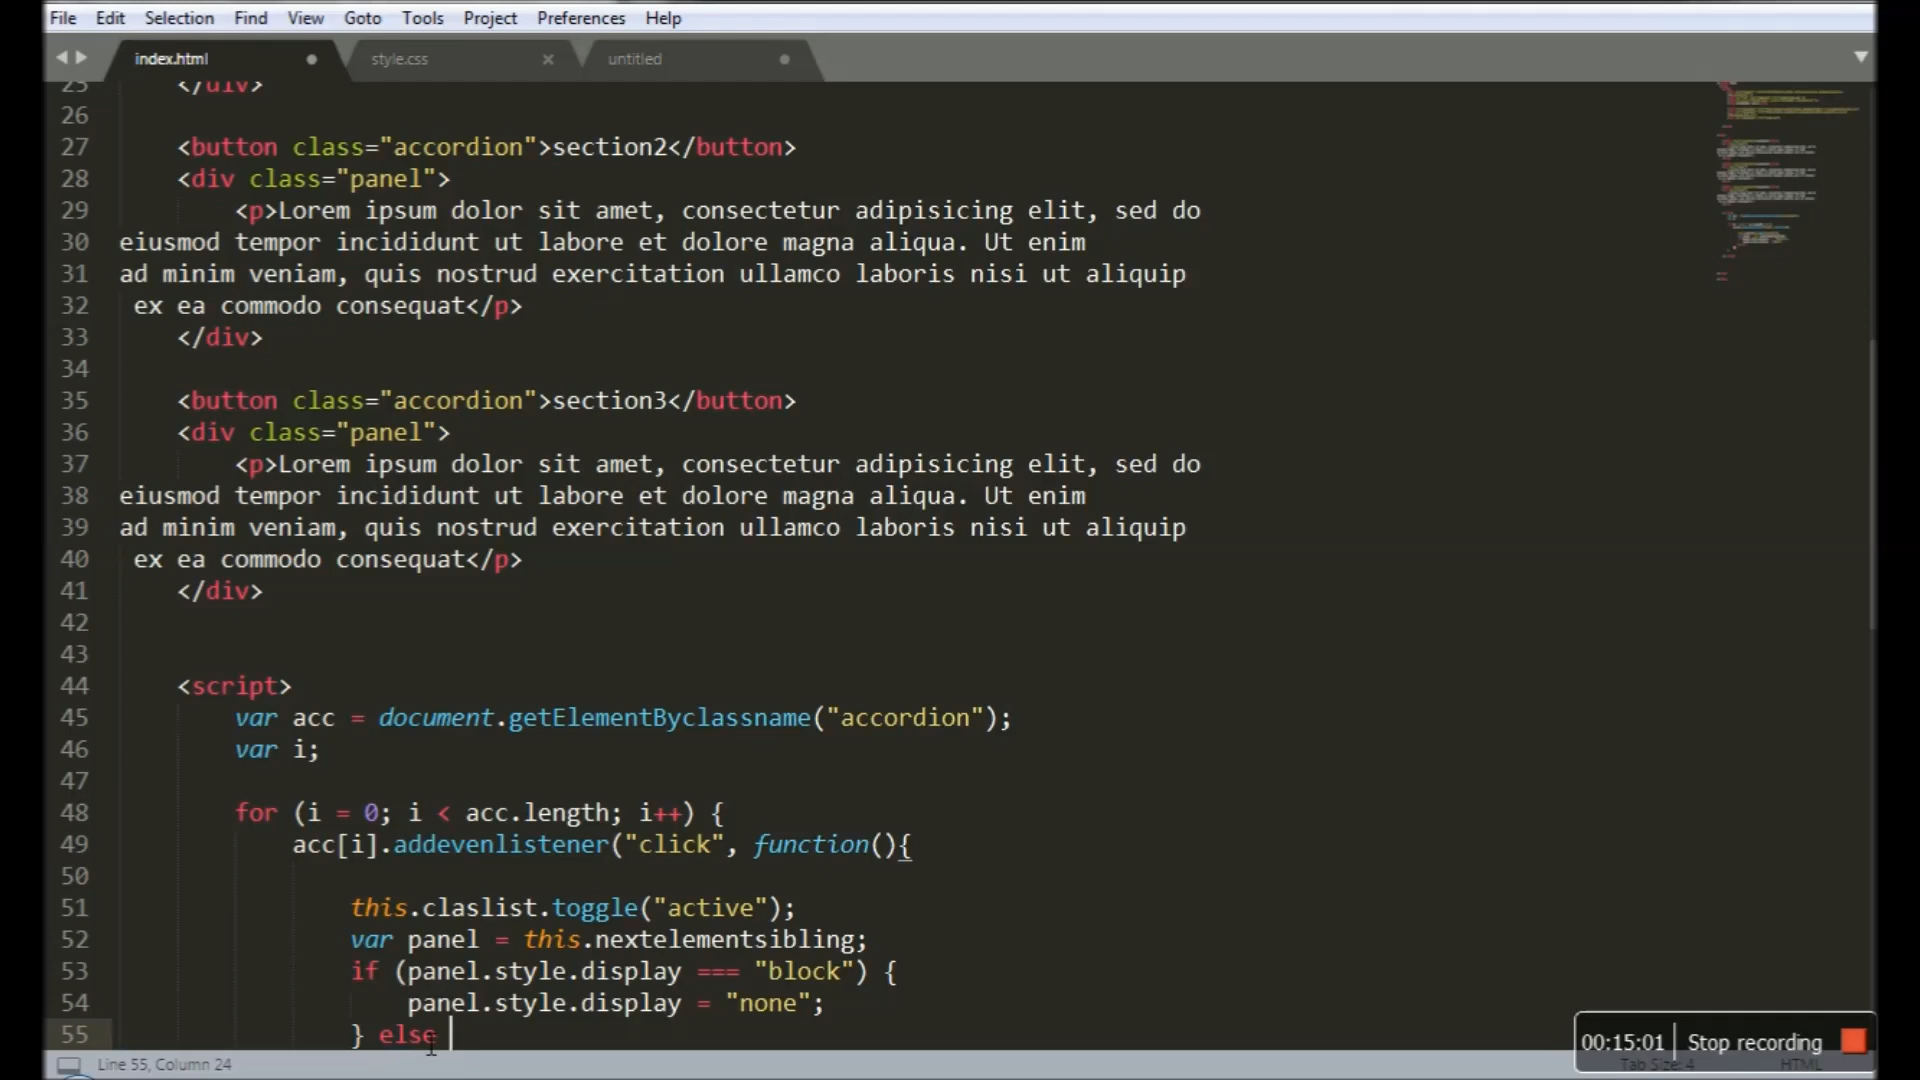 File Edit Selection Find View Goto Tools Project Preferences Help
index.html style.css untitled
25 </div>
26
27 <button class="accordion">section2</button>
28 <div class="panel">
29 <p>Lorem ipsum dolor sit amet, consectetur adipisicing elit, sed do
30 eiusmod tempor incididunt ut labore et dolore magna aliqua. Ut enim
31 ad minim veniam, quis nostrud exercitation ullamco laboris nisi ut aliquip
32 ex ea commodo consequat</p>
33 </div>
34
35 <button class="accordion">section3</button>
36 <div class="panel">
37 <p>Lorem ipsum dolor sit amet, consectetur adipisicing elit, sed do
38 eiusmod tempor incididunt ut labore et dolore magna aliqua. Ut enim
39 ad minim veniam, quis nostrud exercitation ullamco laboris nisi ut aliquip
40 ex ea commodo consequat</p>
41 </div>
42
43
44 <script>
45 var acc = document.getElementByclassname("accordion");
46 var i;
47
48 for (i = 0; i < acc.length; i++) {
49 acc[i].addevenlistener("click", function(){
50
51 this.claslist.toggle("active");
52 var panel = this.nextelementsibling;
53 if (panel.style.display === "block") {
54 panel.style.display = "none";
55 } else
00:15:01 Stop recording
Line 55, Column 24 Tab Size: 4 HTML